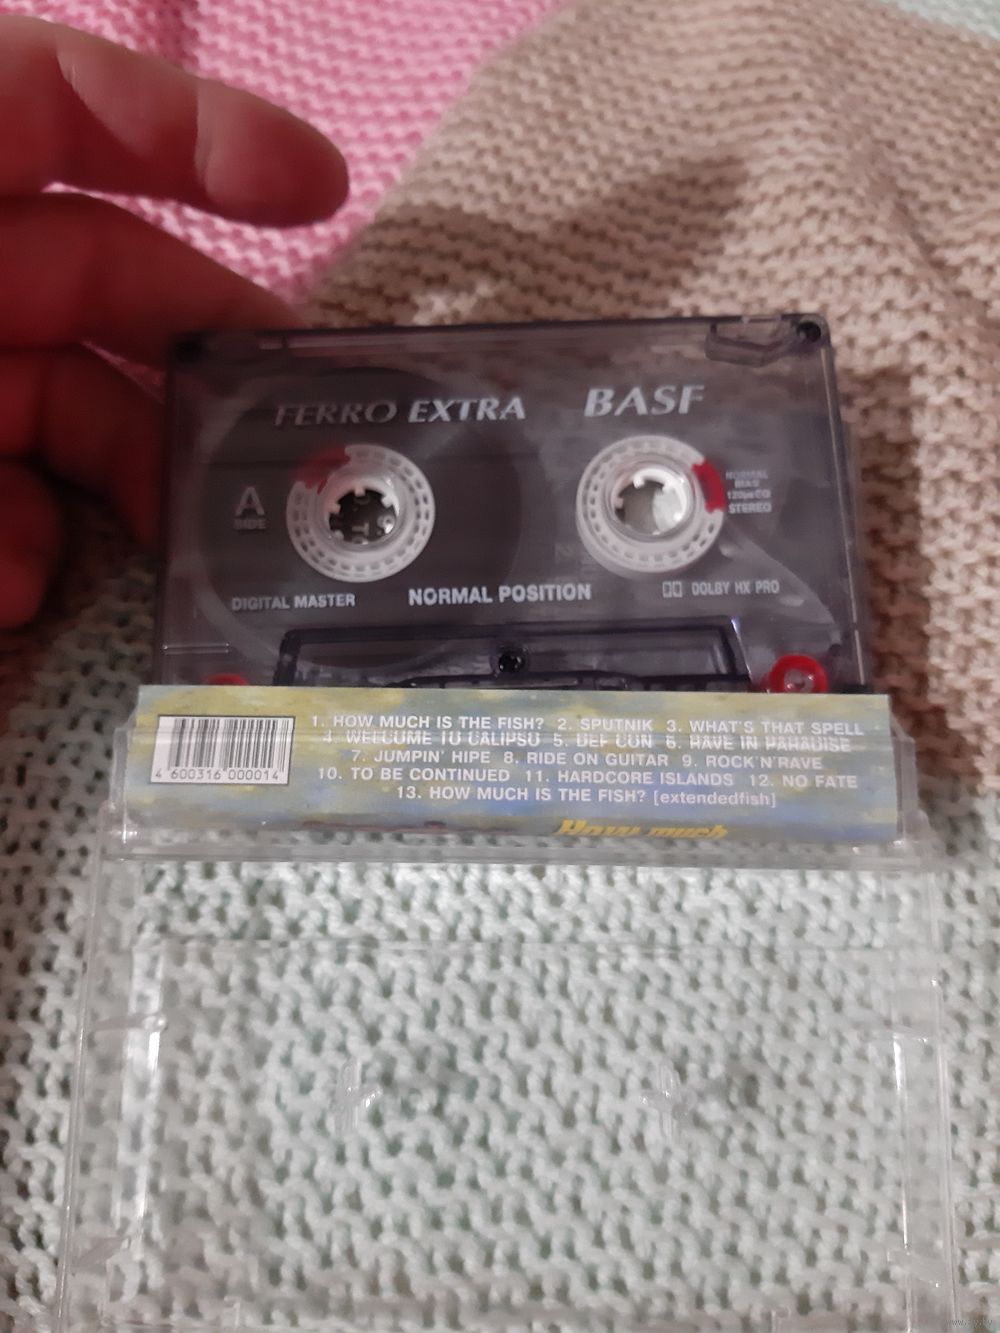 FERRO EXTRA BASF
A
SIDE
NORMAL
BIAS
120µs EQ
STEREO
DIGITAL MASTER NORMAL POSITION DOLBY HX PRO
1. HOW MUCH IS THE FISH? 2. SPUTNIK 3. WHAT'S THAT SPELL
4. WELCOME TO CALIPSO 5. DEF CON 6. RAVE IN PARADISE
7. JUMPIN' HIPE 8. RIDE ON GUITAR 9. ROCK'N'RAVE
10. TO BE CONTINUED 11. HARDCORE ISLANDS 12. NO FATE
13. HOW MUCH IS THE FISH? [extendedfish]
4 600316 000014
How much